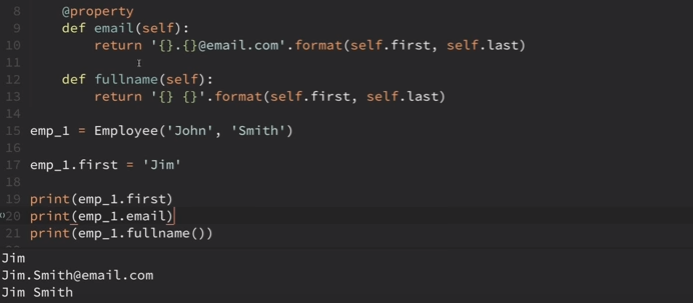 8     @property
9     def email(self):
10         return '{}.{}@email.com'.format(self.first, self.last)
11
12     def fullname(self):
13         return '{} {}'.format(self.first, self.last)
14
15 emp_1 = Employee('John', 'Smith')
16
17 emp_1.first = 'Jim'
18
19 print(emp_1.first)
20 print(emp_1.email)
21 print(emp_1.fullname())
Jim
Jim.Smith@email.com
Jim Smith